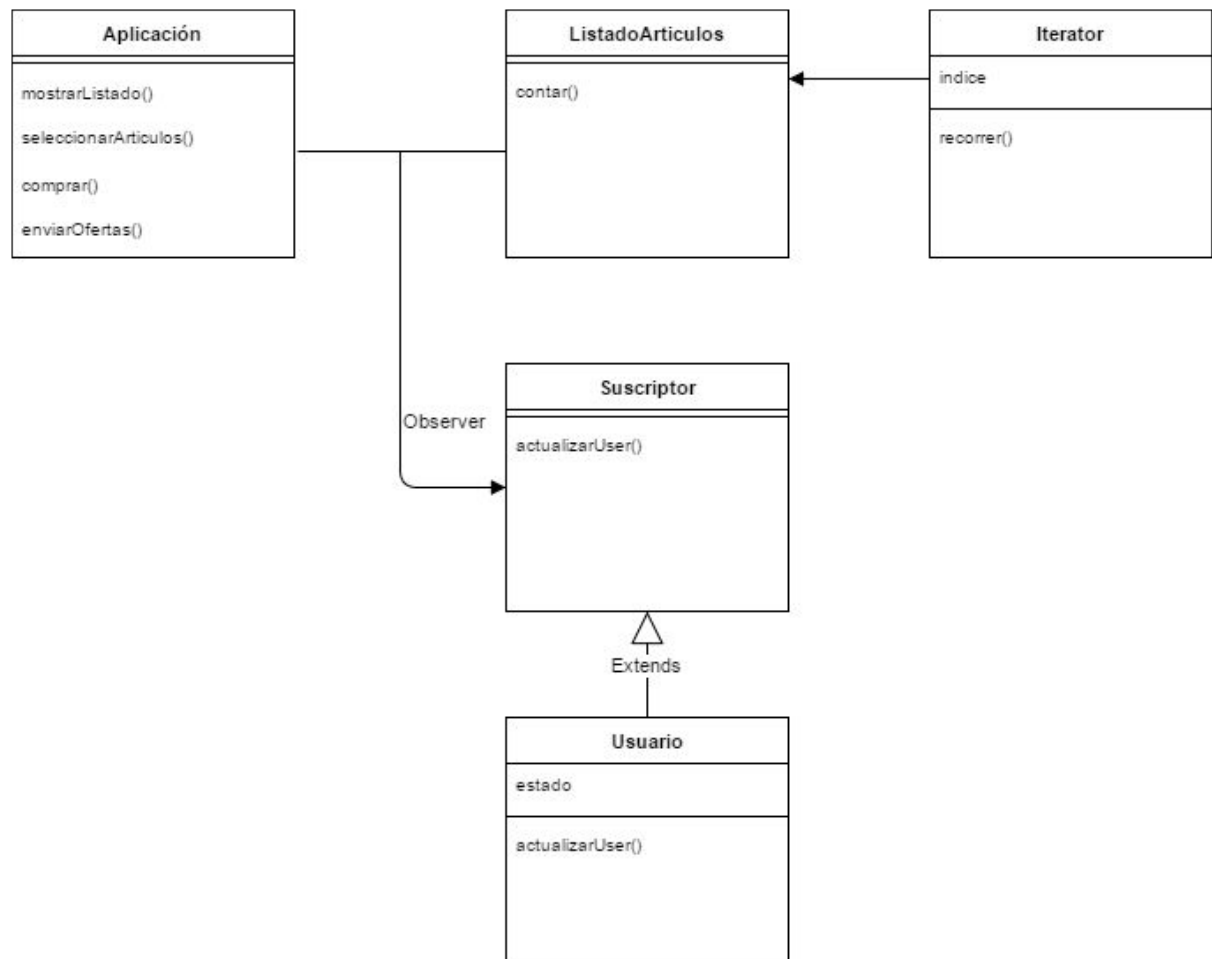 Aplicación
mostrarListado()
seleccionarArticulos()
comprar()
enviarOfertas()
ListadoArticulos
contar()
Iterator
indice
recorrer()
Observer
Suscriptor
actualizarUser()
Extends
Usuario
estado
actualizarUser()